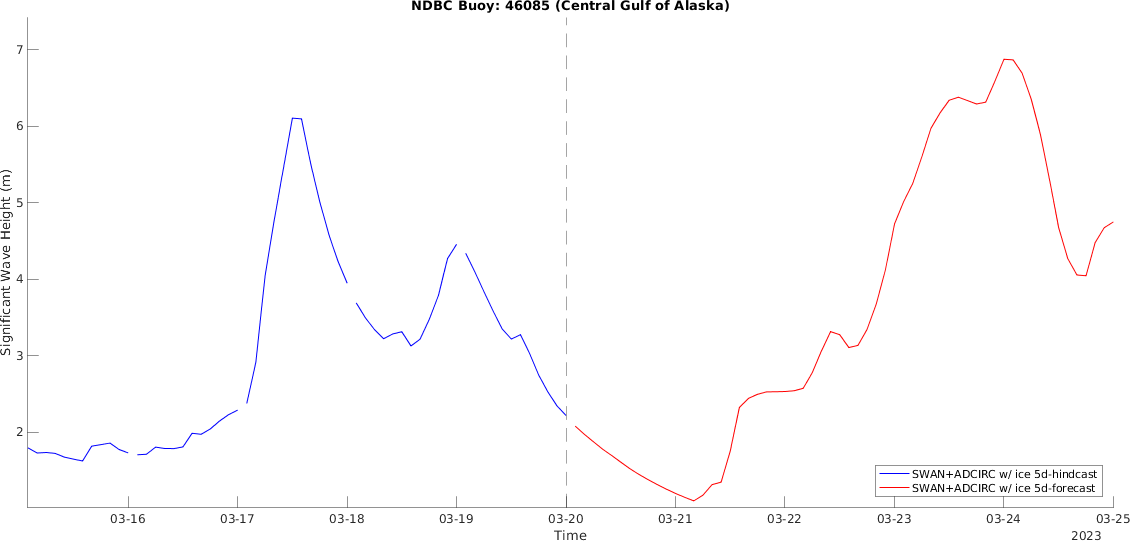 NDBC Buoy: 46085 (Central Gulf of Alaska)
7
6
5
4
3
2
Significant Wave Height (m)
SWAN+ADCIRC w/ ice 5d-hindcast
SWAN+ADCIRC w/ ice 5d-forecast
03-16 03-17 03-18 03-19 03-20 03-21 03-22 03-23 03-24 03-25
Time
2023